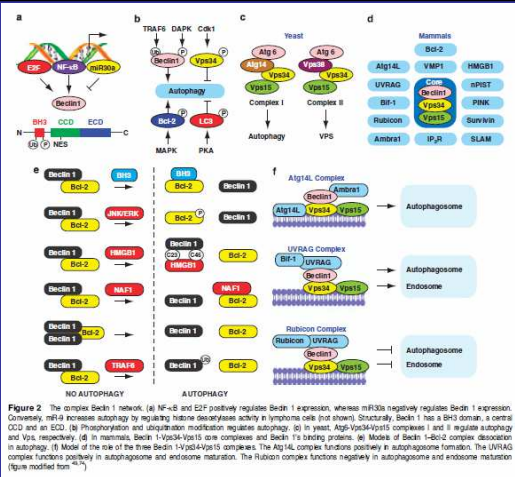 a
E2F
NF-κB
miR30a
Beclin1
BH3 CCD ECD
N C
Ub P NES
b
TRAF6 DAPK Cdk1
Ub P P
Beclin1 Vps34
Autophagy
Bcl-2 LC3
P P
MAPK PKA
c
Yeast
Atg 6 Atg 6
Atg14 Vps38
Vps34 Vps34
Vps15 Vps15
Complex I Complex II
Autophagy VPS
d
Mammals
Bcl-2
Atg14L VMP1 HMGB1
UVRAG Core nPIST
Beclin1
Bif-1 Vps34 PINK
Rubicon Vps15 Survivin
Ambra1 IP3R SLAM
e
Beclin 1 BH3 BH3
Bcl-2 Bcl-2 Beclin 1
Beclin 1 JNK/ERK P
Bcl-2 Bcl-2 Beclin 1
Beclin 1 HMGB1 Beclin 1
Bcl-2 C23 C45 Bcl-2
HMGB1
Beclin 1 NAF1 NAF1
Bcl-2 Beclin 1 Bcl-2
Beclin 1 Bcl-2
Beclin 1 Beclin 1 Bcl-2
Beclin 1 TRAF6 Ub
Bcl-2 Beclin 1 Bcl-2
NO AUTOPHAGY AUTOPHAGY
f
Atg14L Complex
Ambra1
Beclin1
Atg14L Vps34 Vps15
Autophagosome
UVRAG Complex
Bif-1
UVRAG
Beclin1
Vps34 Vps15
Autophagosome
Endosome
Rubicon Complex
Rubicon UVRAG
Beclin1
Vps34 Vps15
Autophagosome
Endosome
Figure 2 The complex Beclin 1 network. (a) NF-κB and E2F positively regulates Beclin 1 expression, whereas miR30a negatively regulates Beclin 1 expression.
Conversely, miR-9 increases autophagy by regulating histone deacetylases activity in lymphoma cells (not shown). Structurally, Beclin 1 has a BH3 domain, a central
CCD and an ECD. (b) Phosphorylation and ubiquitination modification regulates autophagy. (c) In yeast, Atg6-Vps34-Vps15 complexes I and II regulate autophagy
and Vps, respectively. (d) In mammals, Beclin 1-Vps34-Vps15 core complexes and Beclin 1's binding proteins. (e) Models of Beclin 1–Bcl-2 complex dissociation
in autophagy. (f) Model of the role of the three Beclin 1-Vps34-Vps15 complexes. The Atg14L complex functions positively in autophagosome formation. The UVRAG
complex functions positively in autophagosome and endosome maturation. The Rubicon complex functions negatively in autophagosome and endosome maturation
(figure modified from 49,74)